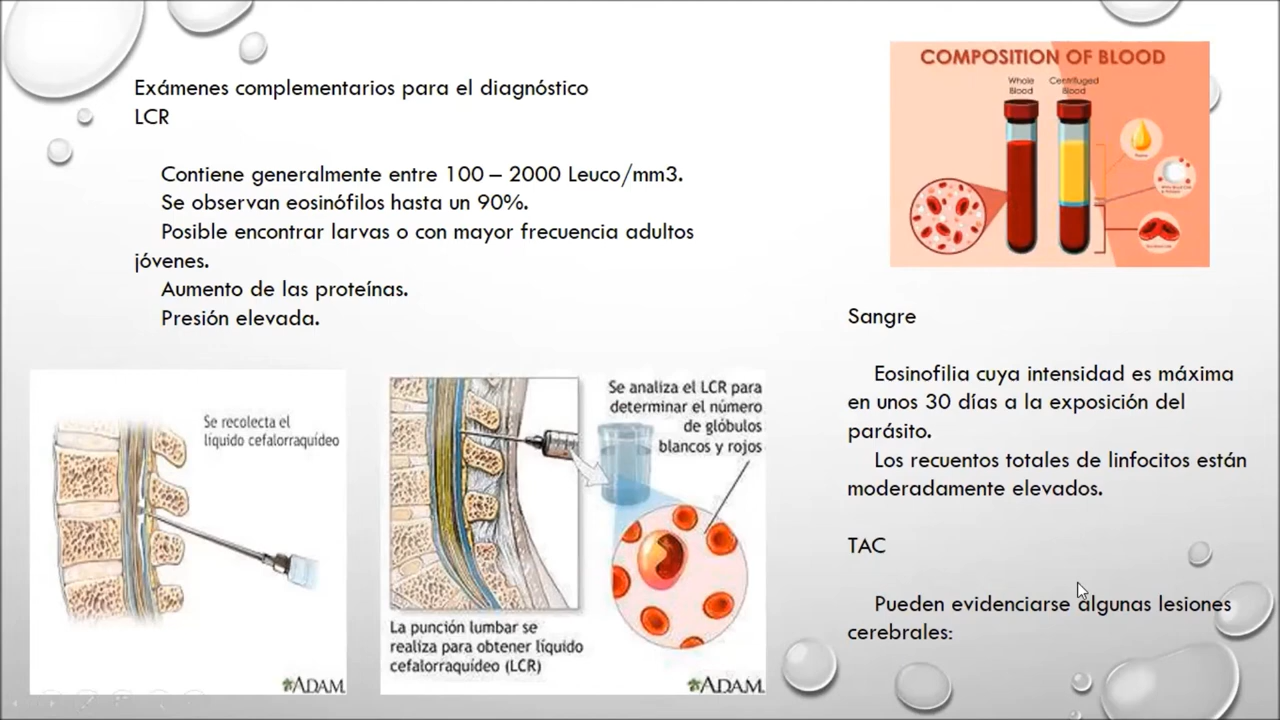 Exámenes complementarios para el diagnóstico
LCR
Contiene generalmente entre 100 – 2000 Leuco/mm3.
Se observan eosinófilos hasta un 90%.
Posible encontrar larvas o con mayor frecuencia adultos
jóvenes.
Aumento de las proteínas.
Presión elevada.
Se recolecta el
líquido cefalorraquídeo
ADAM.
Se analiza el LCR para
determinar el número
de glóbulos
blancos y rojos
La punción lumbar se
realiza para obtener líquido
cefalorraquídeo (LCR)
ADAM.
COMPOSITION OF BLOOD
Whole
Blood
Centrifuged
Blood
Plasma
Sangre
Eosinofilia cuya intensidad es máxima
en unos 30 días a la exposición del
parásito.
Los recuentos totales de linfocitos están
moderadamente elevados.
TAC
Pueden evidenciarse algunas lesiones
cerebrales: